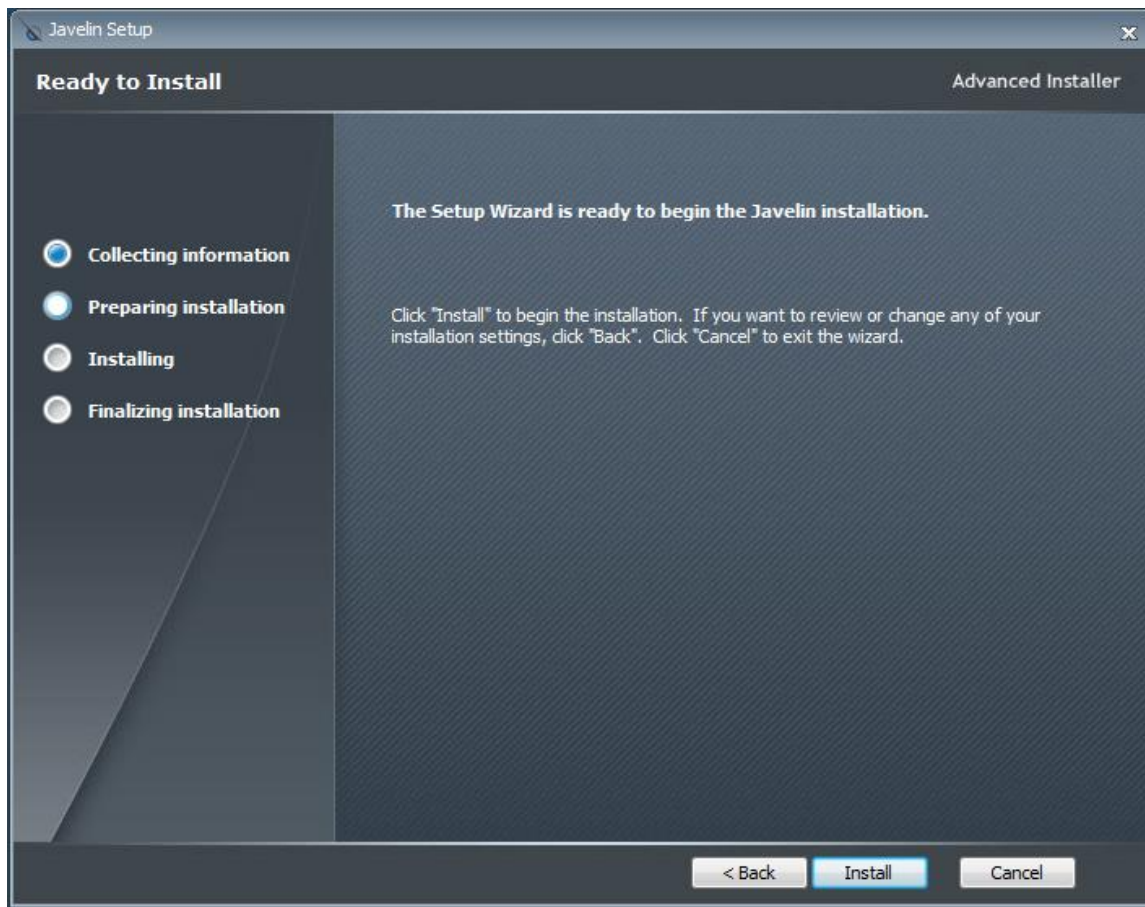 Javelin Setup
Ready to Install
Advanced Installer
The Setup Wizard is ready to begin the Javelin installation.
Collecting information
Preparing installation
Installing
Finalizing installation
Click "Install" to begin the installation. If you want to review or change any of your
installation settings, click "Back". Click "Cancel" to exit the wizard.
< Back
Install
Cancel